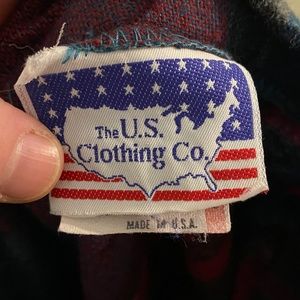 The U.S.
Clothing Co.
MADE IN U.S.A.